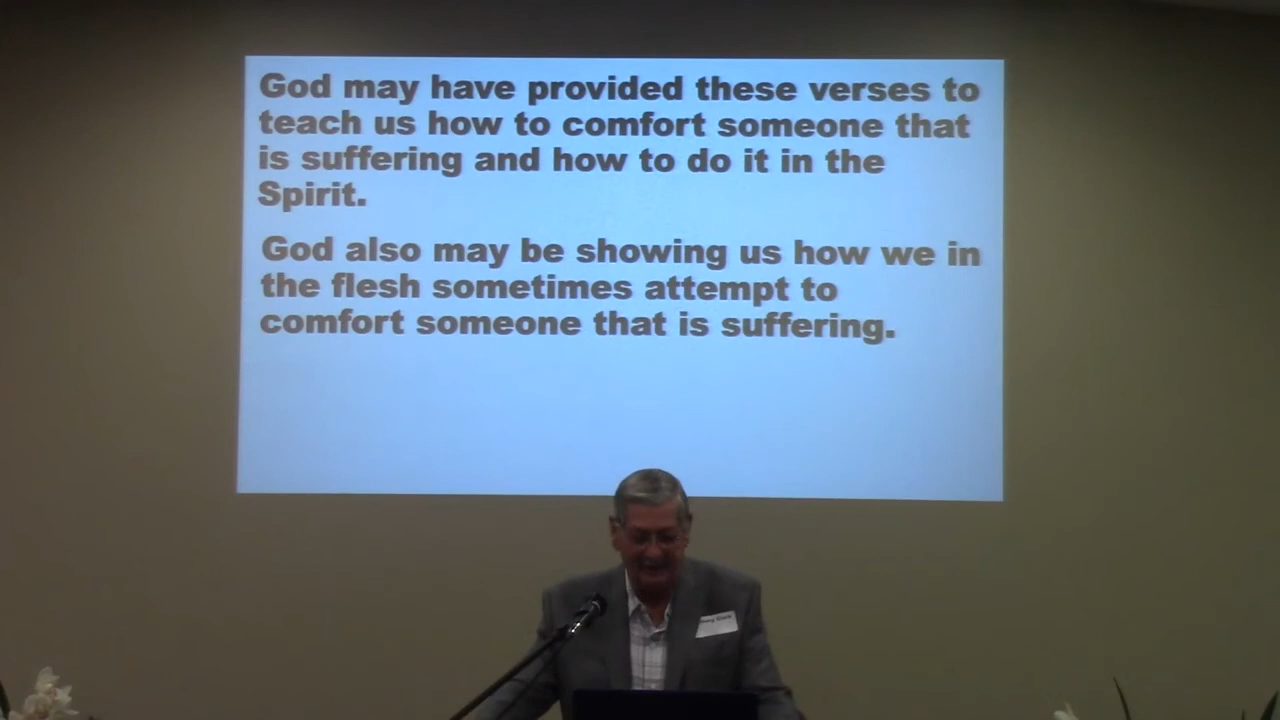 God may have provided these verses to
teach us how to comfort someone that
is suffering and how to do it in the
Spirit.
God also may be showing us how we in
the flesh sometimes attempt to
comfort someone that is suffering.